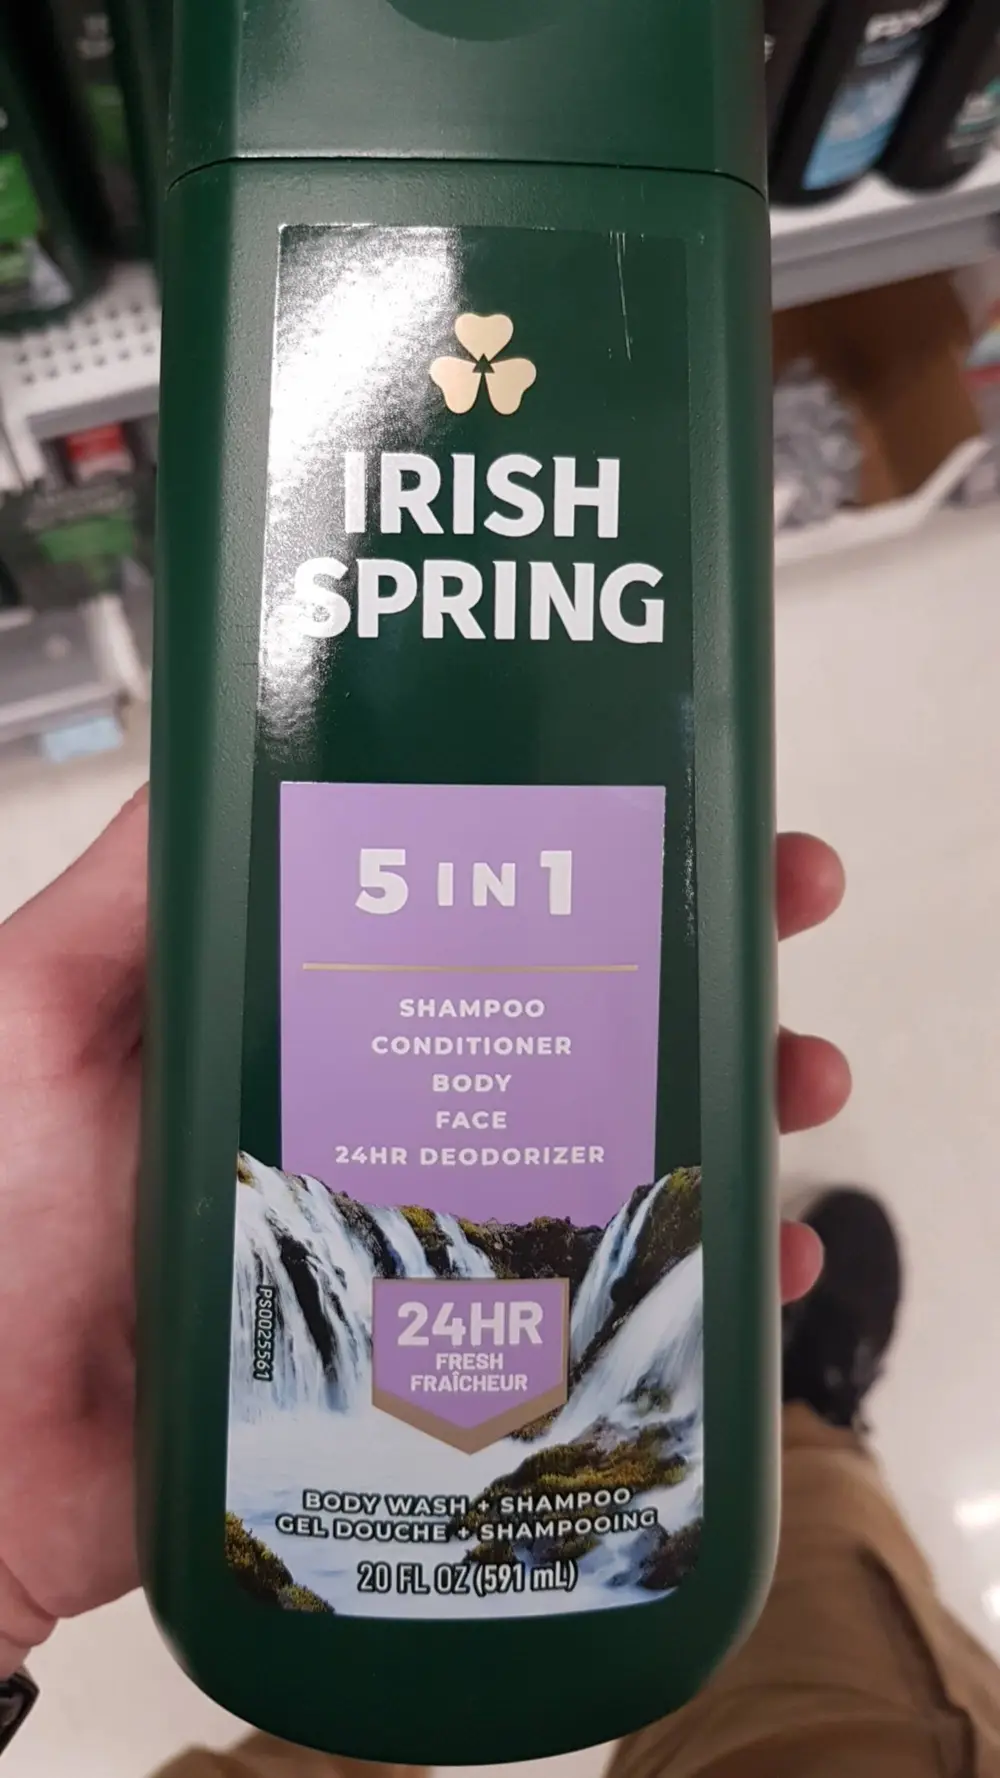 IRISH
SPRING
5 IN 1
SHAMPOO
CONDITIONER
BODY
FACE
24HR DEODORIZER
PS0025561
24HR
FRESH
FRAÎCHEUR
BODY WASH + SHAMPOO
GEL DOUCHE + SHAMPOOING
20 FL OZ (591 mL)